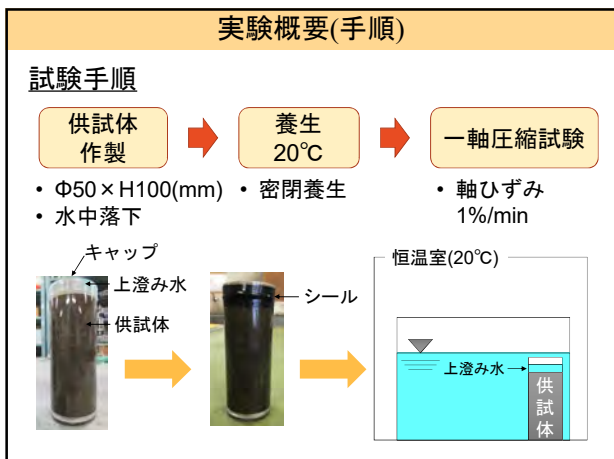 実験概要(手順)
試験手順
供試体
作製
養生
20℃
一軸圧縮試験
• Φ50×H100(mm)
• 水中落下
• 密閉養生
• 軸ひずみ
1%/min
キャップ
上澄み水
供試体
シール
恒温室(20℃)
上澄み水
供
試
体